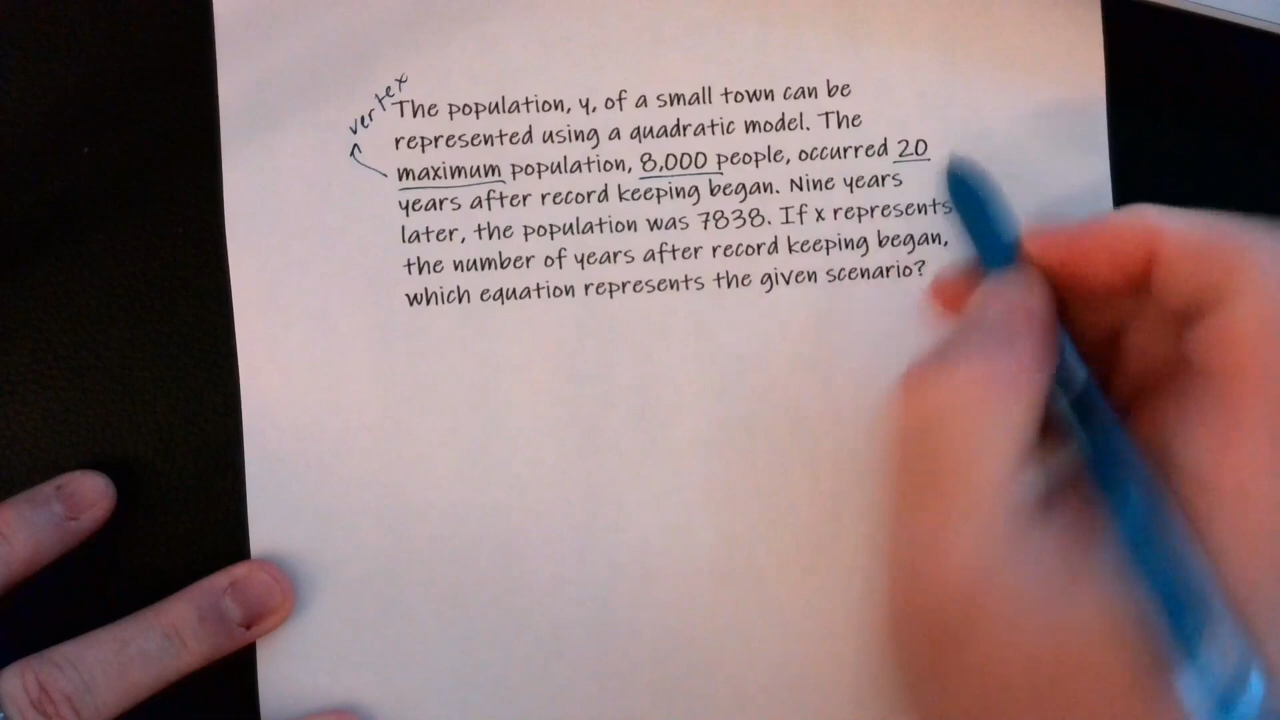 vertex
The population, y, of a small town can be
represented using a quadratic model. The
maximum population, 8,000 people, occurred 20
years after record keeping began. Nine years
later, the population was 7838. If x represents
the number of years after record keeping began,
which equation represents the given scenario?